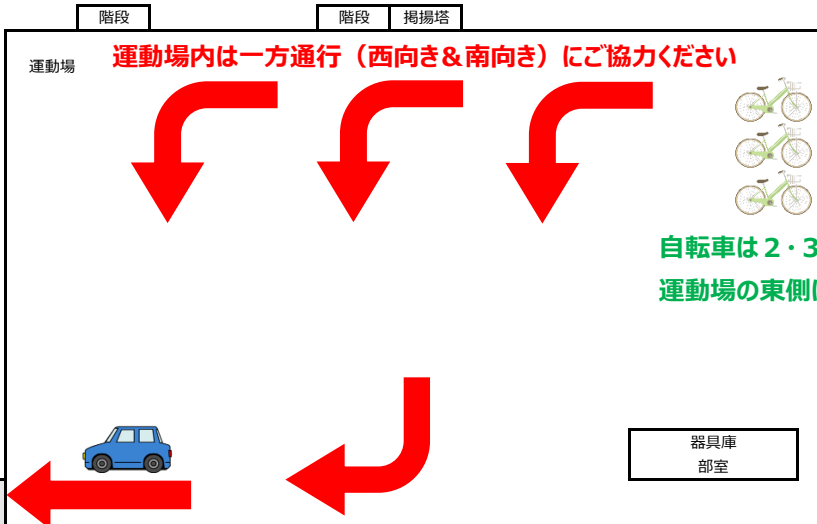 階段
階段
掲揚塔
運動場
運動場内は一方通行（西向き&南向き）にご協力ください
自転車は２・３
運動場の東側に
器具庫
部室